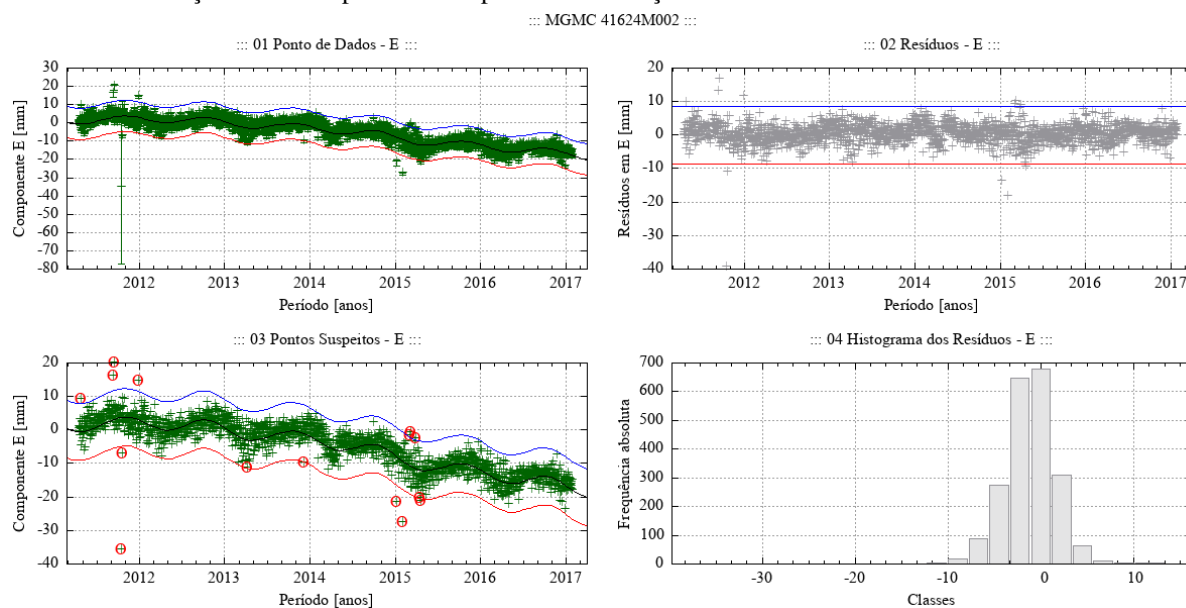 ::: MGMC 41624M002 :::
::: 01 Ponto de Dados - E :::
30
20
10
0
-10
-20
-30
-40
-50
-60
-70
-80
Componente E [mm]
2012 2013 2014 2015 2016 2017
Período [anos]
::: 02 Resíduos - E :::
20
10
0
-10
-20
-30
-40
Resíduos em E [mm]
2012 2013 2014 2015 2016 2017
Período [anos]
::: 03 Pontos Suspeitos - E :::
20
10
0
-10
-20
-30
-40
Componente E [mm]
2012 2013 2014 2015 2016 2017
Período [anos]
::: 04 Histograma dos Resíduos - E :::
700
600
500
400
300
200
100
0
Frequência absoluta
-30 -20 -10 0 10
Classes